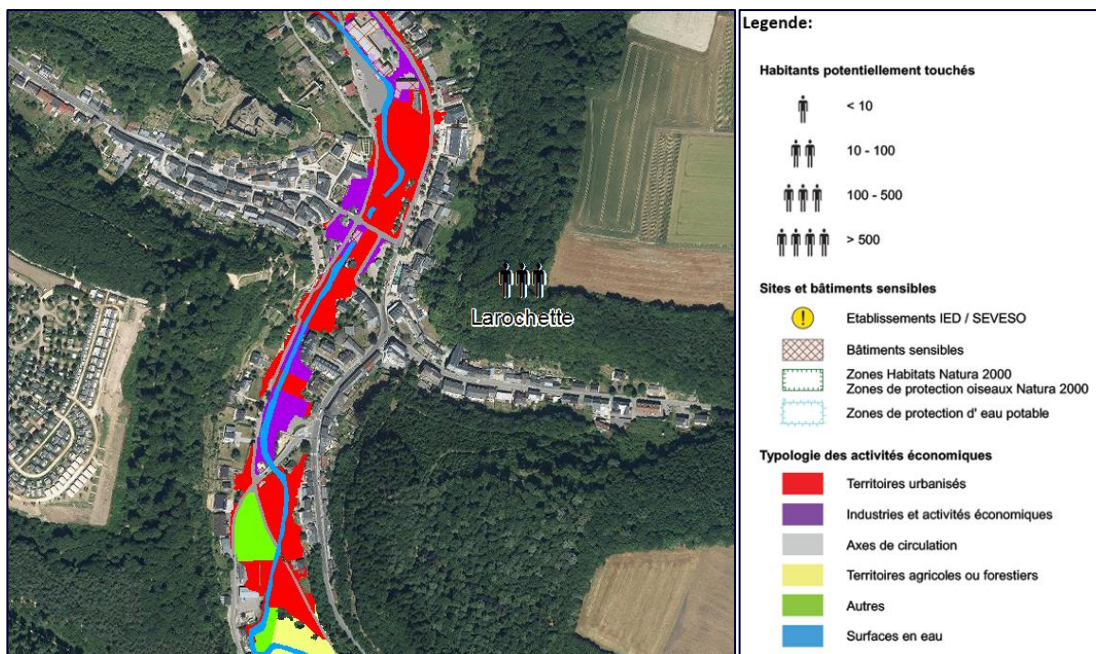 Larochette
Legende:
Habitants potentiellement touchés
< 10
10 - 100
100 - 500
> 500
Sites et bâtiments sensibles
Etablissements IED / SEVESO
Bâtiments sensibles
Zones Habitats Natura 2000
Zones de protection oiseaux Natura 2000
Zones de protection d' eau potable
Typologie des activités économiques
Territoires urbanisés
Industries et activités économiques
Axes de circulation
Territoires agricoles ou forestiers
Autres
Surfaces en eau